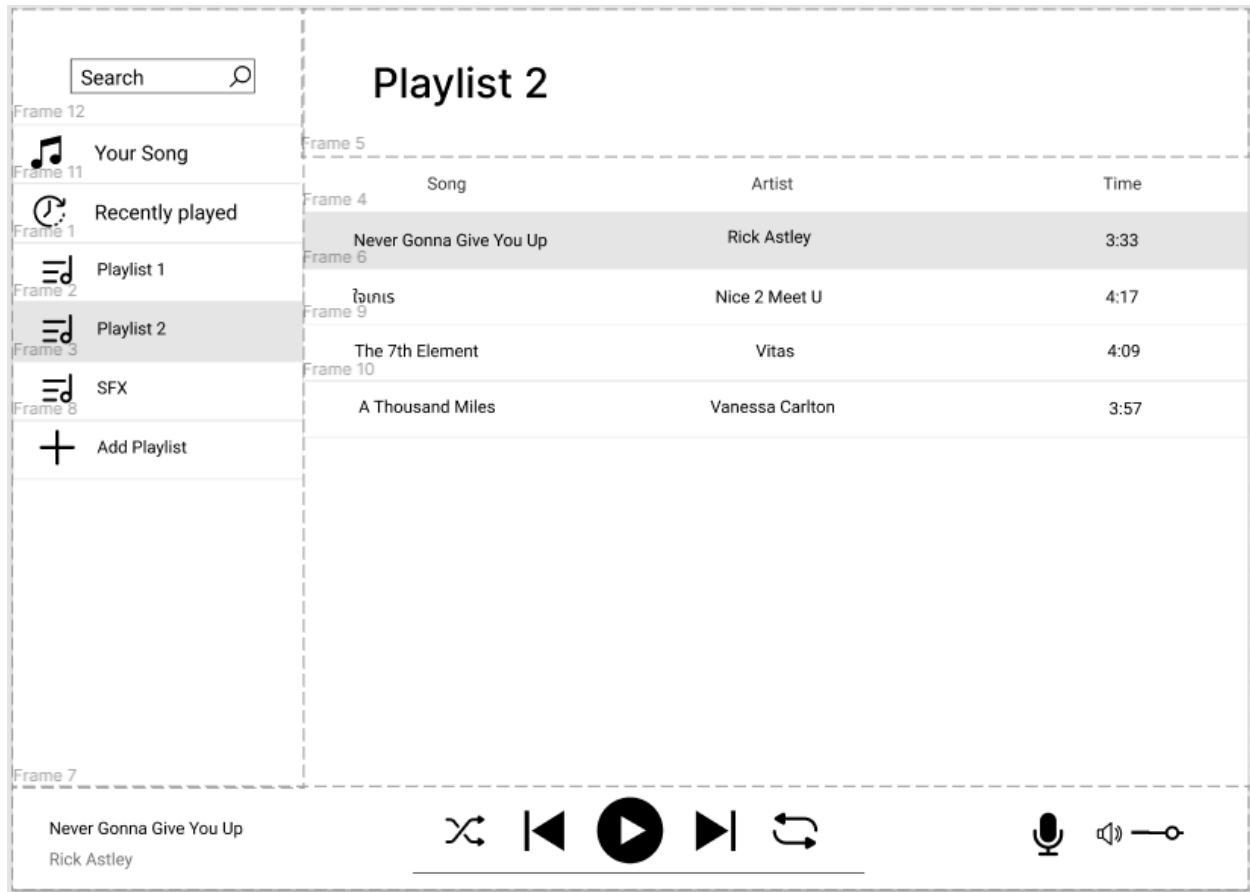 Search
Frame 12
Your Song
Frame 11
Recently played
Frame 1
Playlist 1
Frame 2
Playlist 2
Frame 3
SFX
Frame 8
Add Playlist
Frame 7
Playlist 2
Frame 5
Song Artist Time
Frame 4
Never Gonna Give You Up Rick Astley 3:33
Frame 6
ใจเกเร Nice 2 Meet U 4:17
Frame 9
The 7th Element Vitas 4:09
Frame 10
A Thousand Miles Vanessa Carlton 3:57
Never Gonna Give You Up
Rick Astley